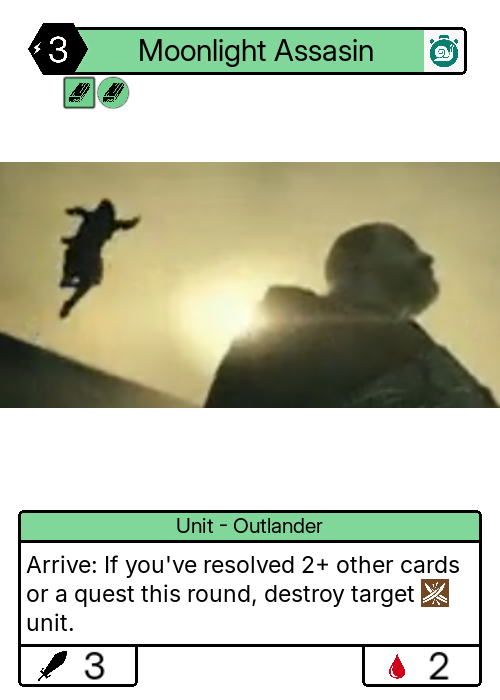 3
Moonlight Assasin
Unit - Outlander
Arrive: If you've resolved 2+ other cards
or a quest this round, destroy target
unit.
3
2